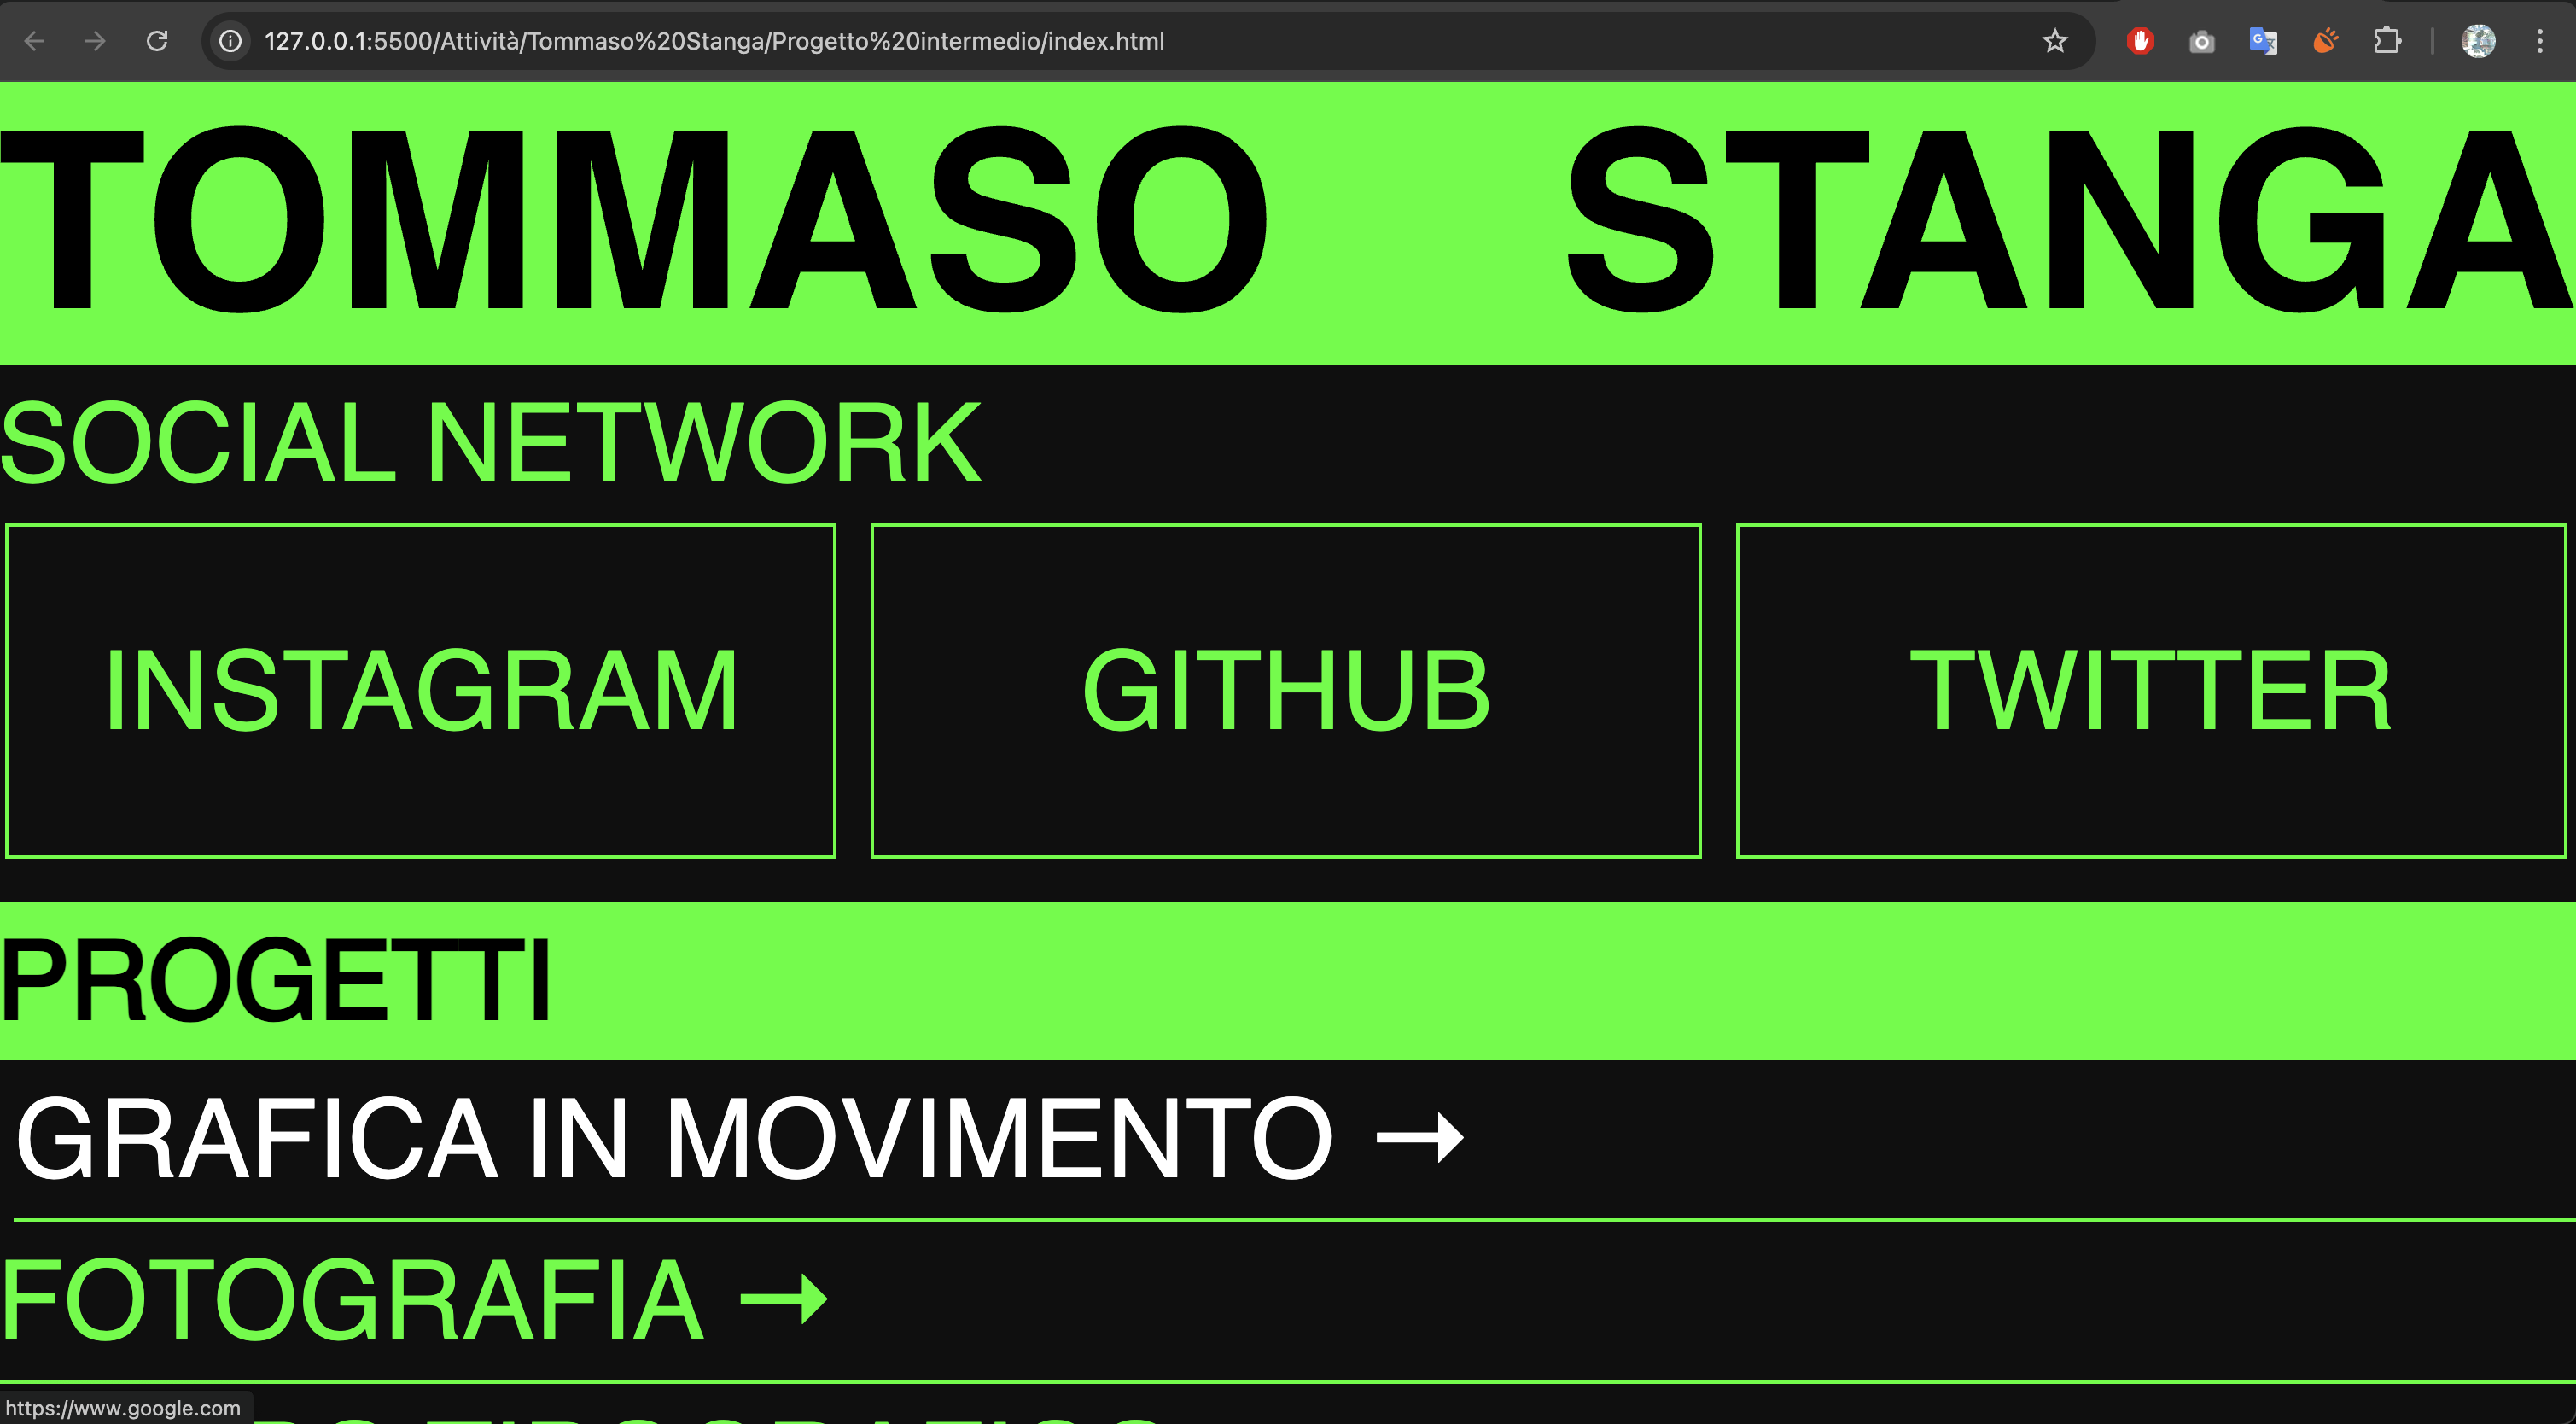 127.0.0.1:5500/Attività/Tommaso%20Stanga/Progetto%20intermedio/index.html
TOMMASO STANGA
SOCIAL NETWORK
INSTAGRAM GITHUB TWITTER
PROGETTI
GRAFICA IN MOVIMENTO →
FOTOGRAFIA →
https://www.google.com